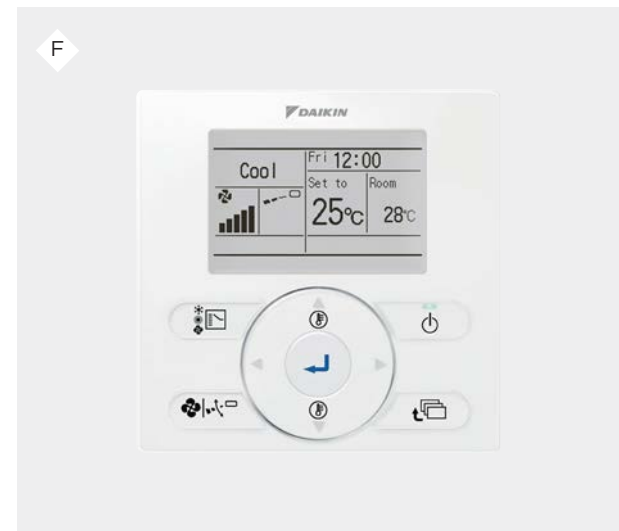 F
DAIKIN
Cool
Fri 12:00
Set to
Room
25°C
28°C